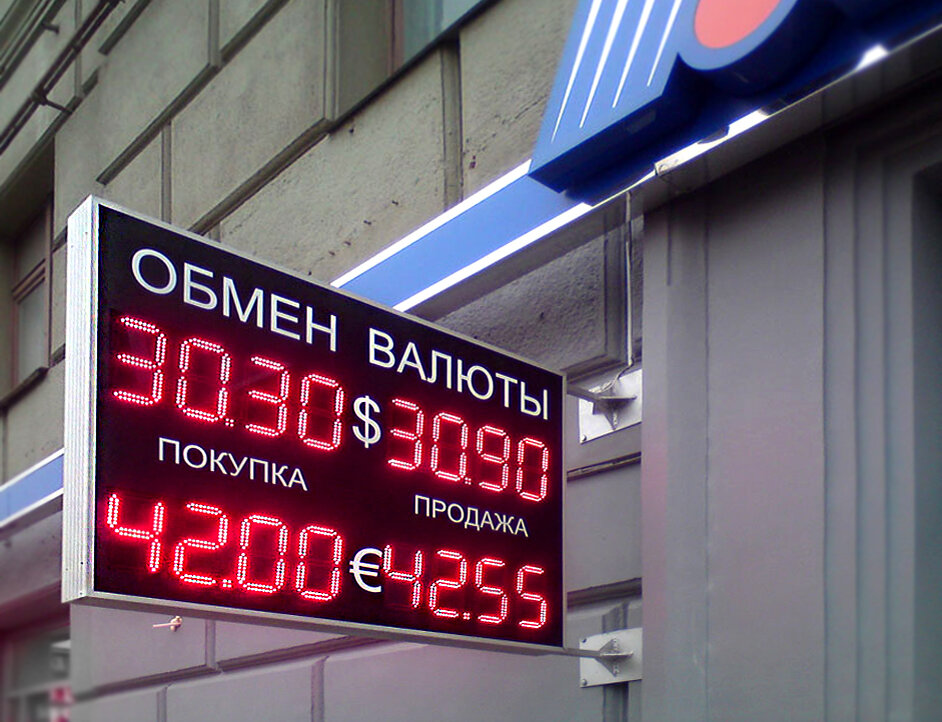 ОБМЕН ВАЛЮТЫ
30.30 $ 30.90
ПОКУПКА ПРОДАЖА
42.00 € 42.55